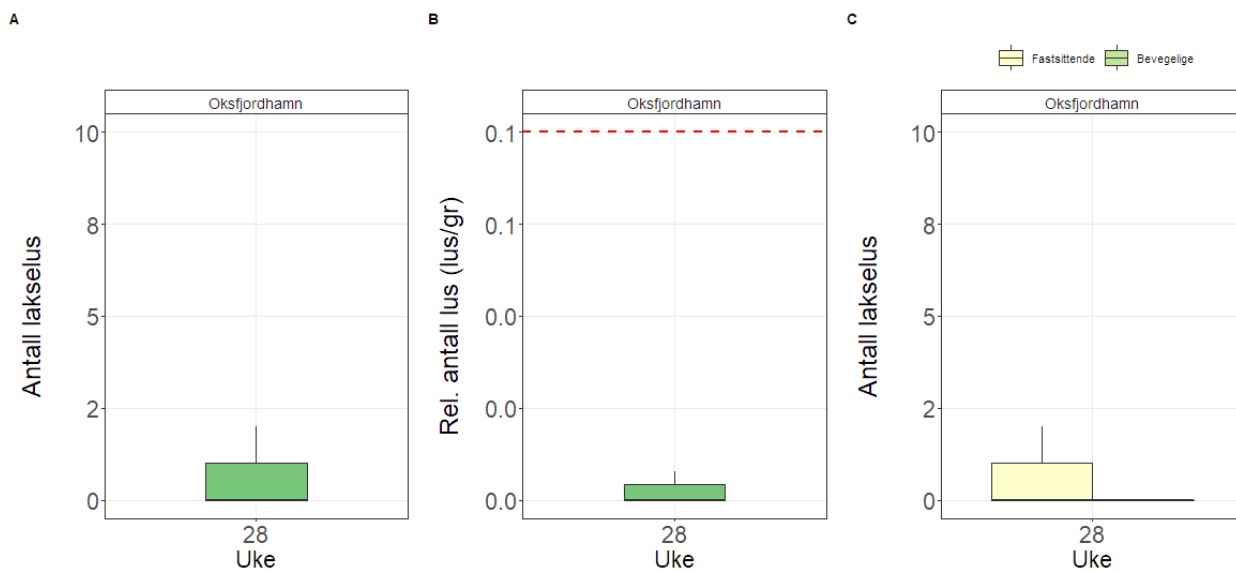 A
Oksfjordhamn
Antall lakselus
10
8
5
2
0
28
Uke
B
Oksfjordhamn
Rel. antall lus (lus/gr)
0.1
0.1
0.0
0.0
0.0
28
Uke
C
Fastsittende Bevegelige
Oksfjordhamn
Antall lakselus
10
8
5
2
0
28
Uke